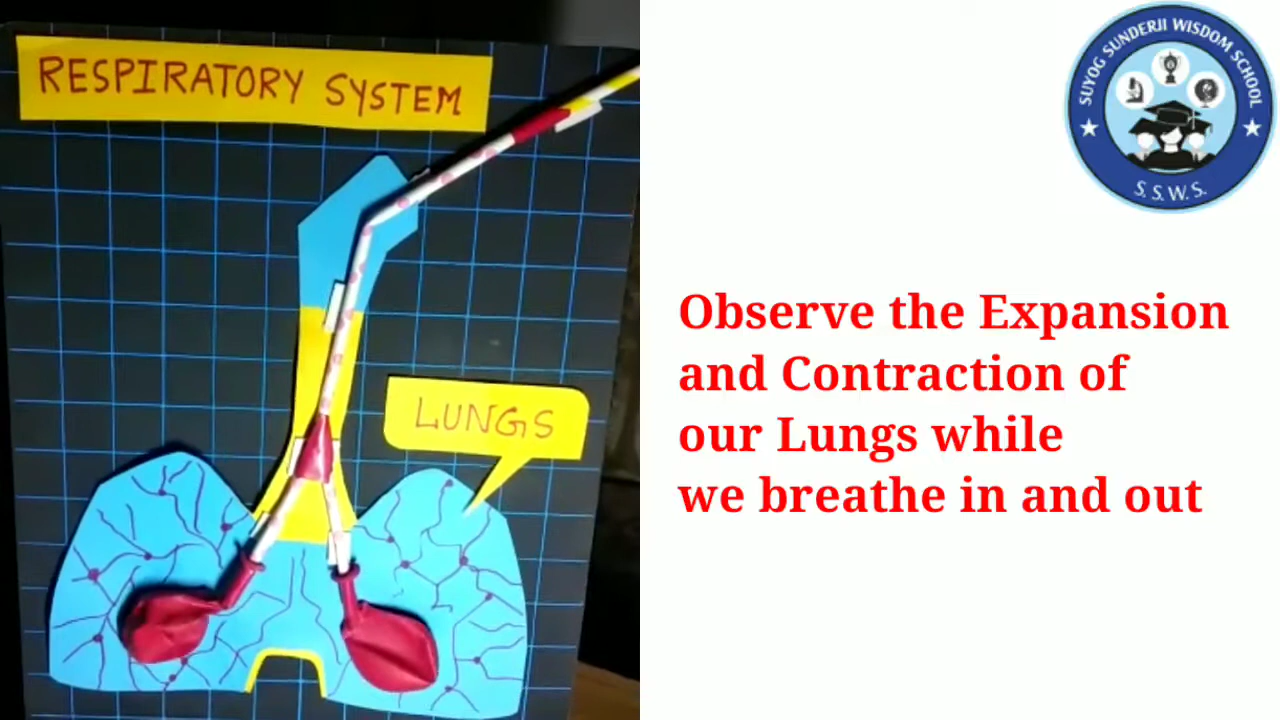 RESPIRATORY SYSTEM
LUNGS
SUYOG SUNDERJI WISDOM SCHOOL
S. S. W. S.
Observe the Expansion
and Contraction of
our Lungs while
we breathe in and out